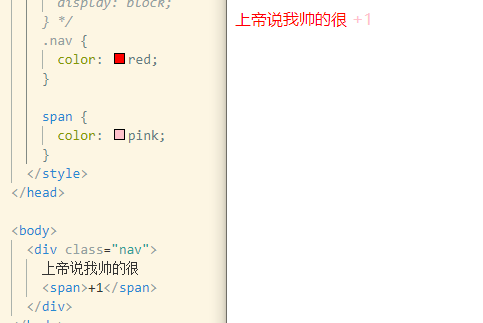 display: block;
} */
.nav {
color: red;
}
span {
color: pink;
}
</style>
</head>
<body>
<div class="nav">
上帝说我帅的很
<span>+1</span>
</div>
上帝说我帅的很 +1